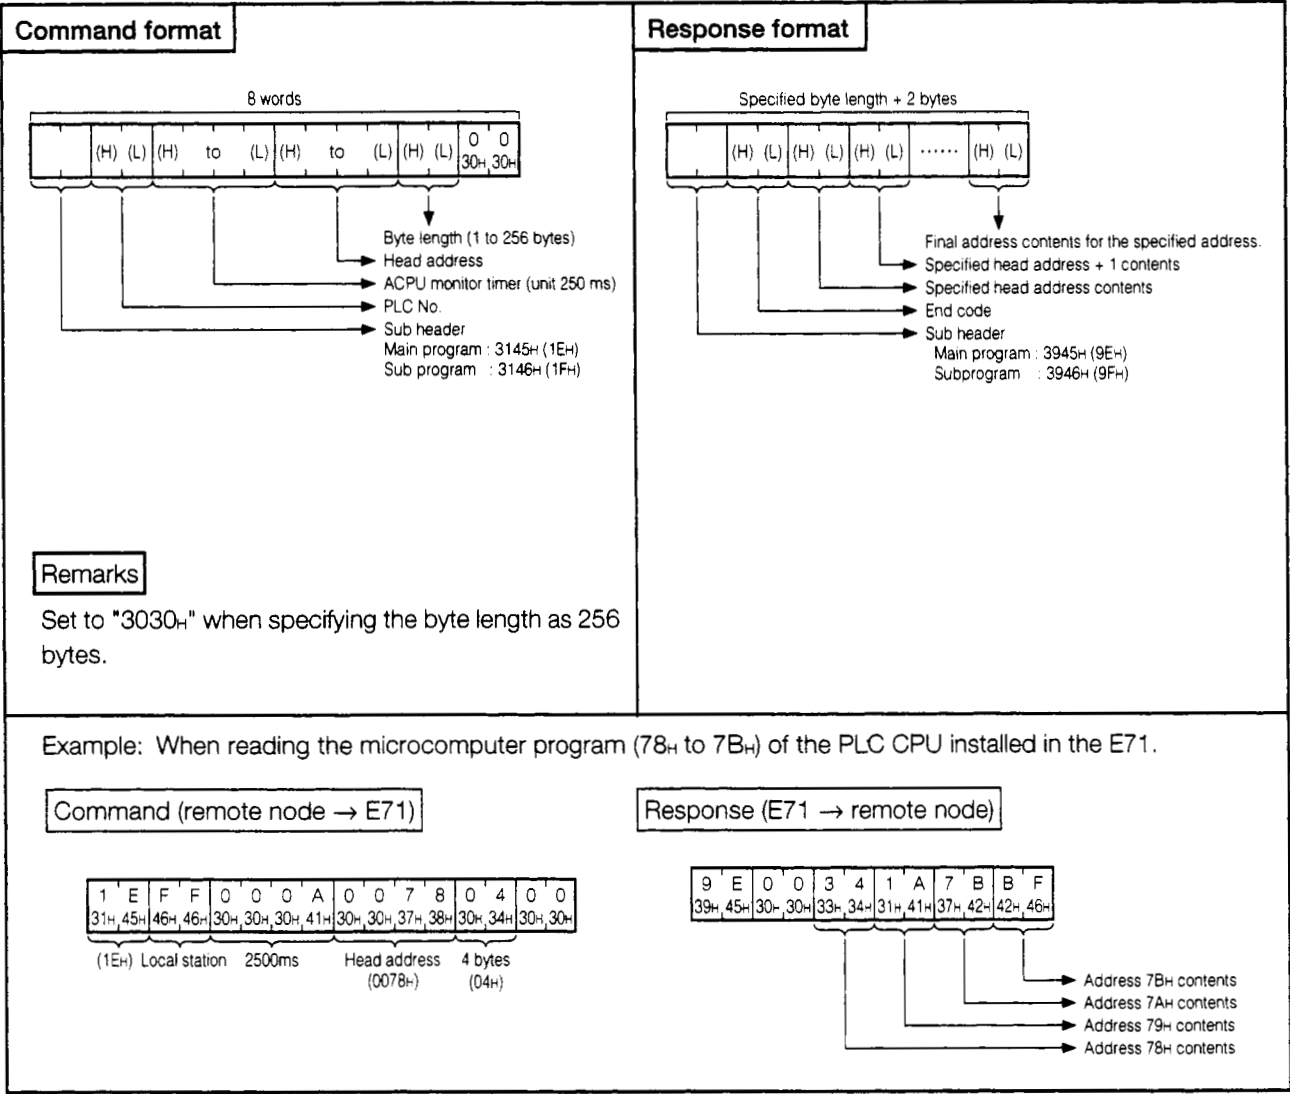 Command format
8 words
(H) (L) (H) to (L) (H) to (L) (H) (L) 0 0
30H 30H
Byte length (1 to 256 bytes)
Head address
ACPU monitor timer (unit 250 ms)
PLC No.
Sub header
Main program : 3145H (1EH)
Sub program : 3146H (1FH)
Remarks
Set to "3030H" when specifying the byte length as 256
bytes.
Response format
Specified byte length + 2 bytes
(H) (L) (H) (L) (H) (L) ...... (H) (L)
Final address contents for the specified address.
Specified head address + 1 contents
Specified head address contents
End code
Sub header
Main program : 3945H (9EH)
Subprogram : 3946H (9FH)
Example: When reading the microcomputer program (78H to 7BH) of the PLC CPU installed in the E71.
Command (remote node → E71)
1 E F F 0 0 0 A 0 0 7 8 0 4 0 0
31H 45H 46H 46H 30H 30H 30H 41H 30H 30H 37H 38H 30H 34H 30H 30H
(1EH) Local station 2500ms Head address 4 bytes
(0078H) (04H)
Response (E71 → remote node)
9 E 0 0 3 4 1 A 7 B B F
39H 45H 30H 30H 33H 34H 31H 41H 37H 42H 42H 46H
Address 7BH contents
Address 7AH contents
Address 79H contents
Address 78H contents